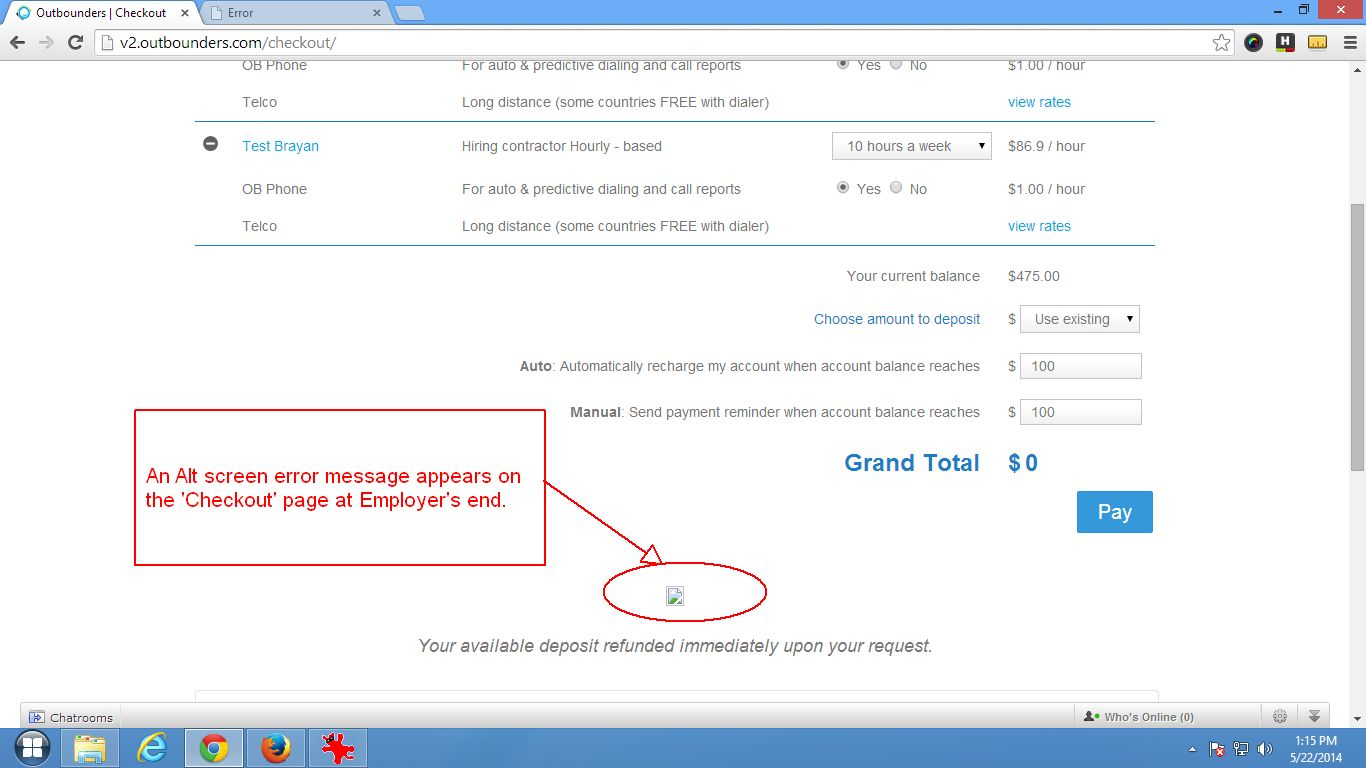 Outbounders | Checkout
Error
v2.outbounders.com/checkout/
OB Phone For auto & predictive dialing and call reports Yes No $1.00 / hour
Telco Long distance (some countries FREE with dialer) view rates
Test Brayan Hiring contractor Hourly - based 10 hours a week $86.9 / hour
OB Phone For auto & predictive dialing and call reports Yes No $1.00 / hour
Telco Long distance (some countries FREE with dialer) view rates
Your current balance $475.00
Choose amount to deposit $ Use existing
Auto: Automatically recharge my account when account balance reaches $ 100
Manual: Send payment reminder when account balance reaches $ 100
Grand Total $ 0
An Alt screen error message appears on
the 'Checkout' page at Employer's end.
Pay
Your available deposit refunded immediately upon your request.
Chatrooms
Who's Online (0)
1:15 PM
5/22/2014